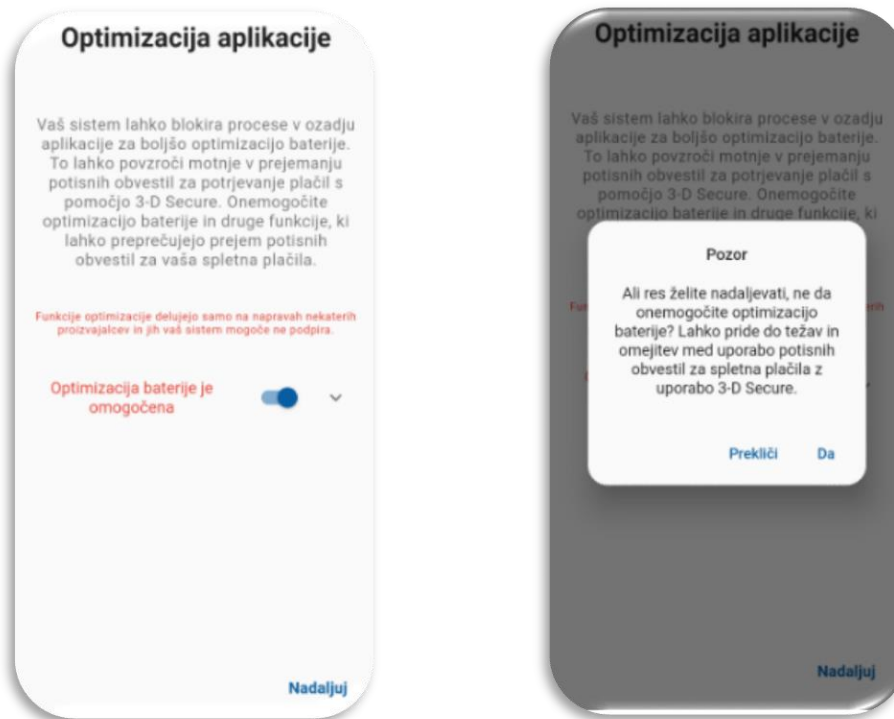 Optimizacija aplikacije
Vaš sistem lahko blokira procese v ozadju
aplikacije za boljšo optimizacijo baterije.
To lahko povzroči motnje v prejemanju
potisnih obvestil za potrjevanje plačil s
pomočjo 3-D Secure. Onemogočite
optimizacijo baterije in druge funkcije, ki
lahko preprečujejo prejem potisnih
obvestil za vaša spletna plačila.
Funkcije optimizacije delujejo samo na napravah nekaterih
proizvajalcev in jih vaš sistem mogoče ne podpira.
Optimizacija baterije je
omogočena
Nadaljuj
Optimizacija aplikacije
Vaš sistem lahko blokira procese v ozadju
aplikacije za boljšo optimizacijo baterije.
To lahko povzroči motnje v prejemanju
potisnih obvestil za potrjevanje plačil s
pomočjo 3-D Secure. Onemogočite
optimizacijo baterije in druge funkcije, ki
Pozor
Ali res želite nadaljevati, ne da
onemogočite optimizacijo
baterije? Lahko pride do težav in
omejitev med uporabo potisnih
obvestil za spletna plačila z
uporabo 3-D Secure.
Prekliči Da
Nadaljuj